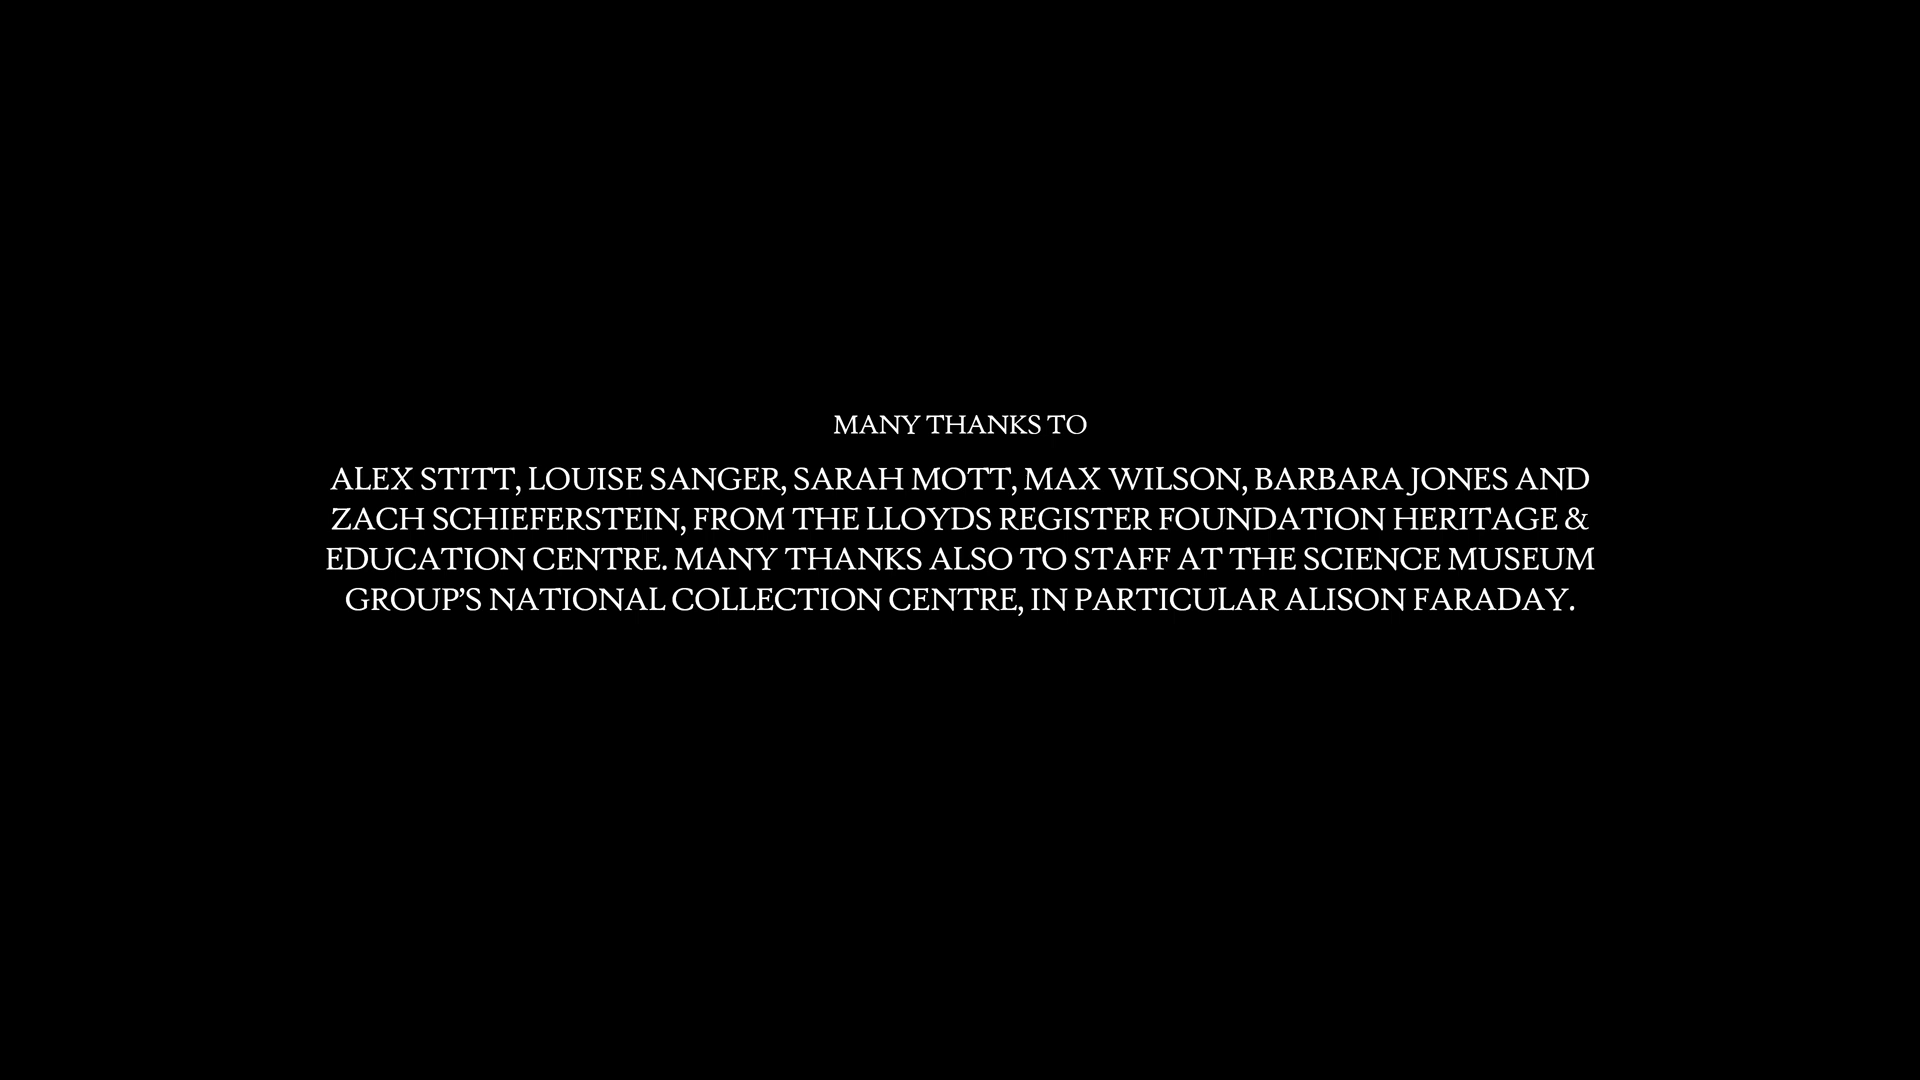 MANY THANKS TO
ALEX STITT, LOUISE SANGER, SARAH MOTT, MAX WILSON, BARBARA JONES AND
ZACH SCHIEFERSTEIN, FROM THE LLOYDS REGISTER FOUNDATION HERITAGE &
EDUCATION CENTRE. MANY THANKS ALSO TO STAFF AT THE SCIENCE MUSEUM
GROUP’S NATIONAL COLLECTION CENTRE, IN PARTICULAR ALISON FARADAY.